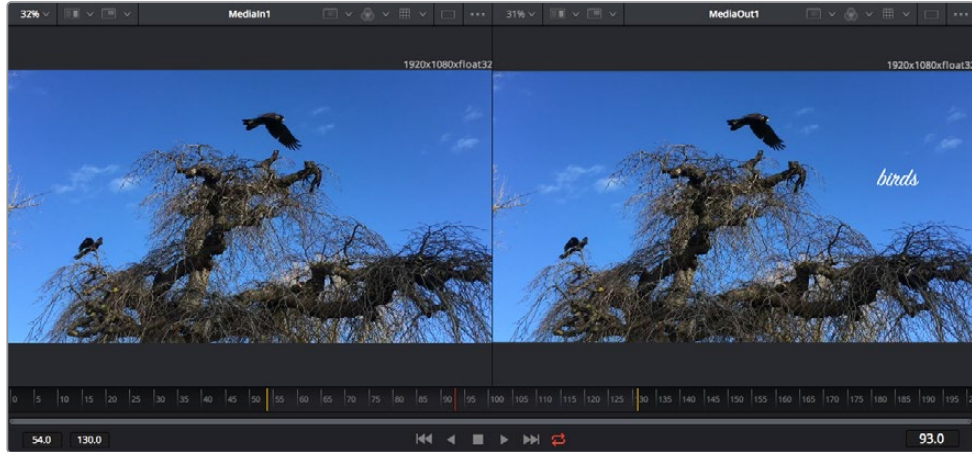 32% MediaIn1 31% MediaOut1
1920x1080xfloat32 1920x1080xfloat32
birds
0 5 10 15 20 25 30 35 40 45 50 55 60 65 70 75 80 85 90 95 100 105 110 115 120 125 130 135 140 145 150 155 160 165 170 175 180 185 190 195
54.0 130.0 93.0